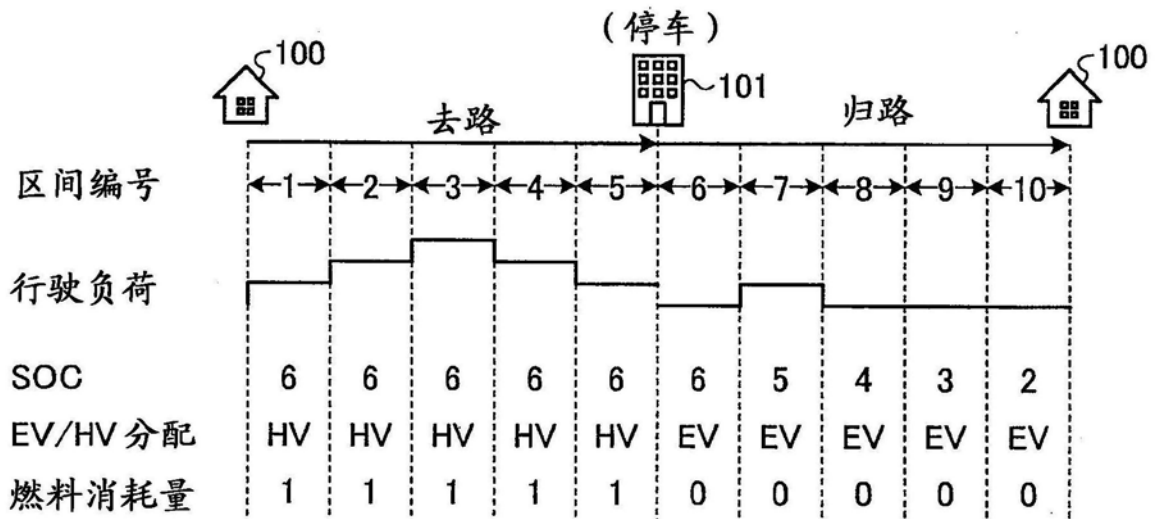 (停车)
100
101
100
去路
归路
区间编号 1 2 3 4 5 6 7 8 9 10
行驶负荷
SOC 6 6 6 6 6 6 5 4 3 2
EV/HV分配 HV HV HV HV HV EV EV EV EV EV
燃料消耗量 1 1 1 1 1 0 0 0 0 0